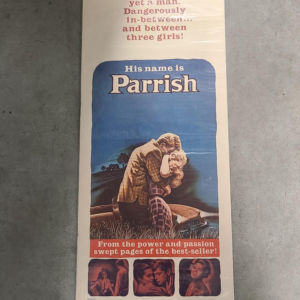 yet a man.
Dangerously
in-between...
and between
three girls!
His name is
Parrish
From the power and passion
swept pages of the best-seller!